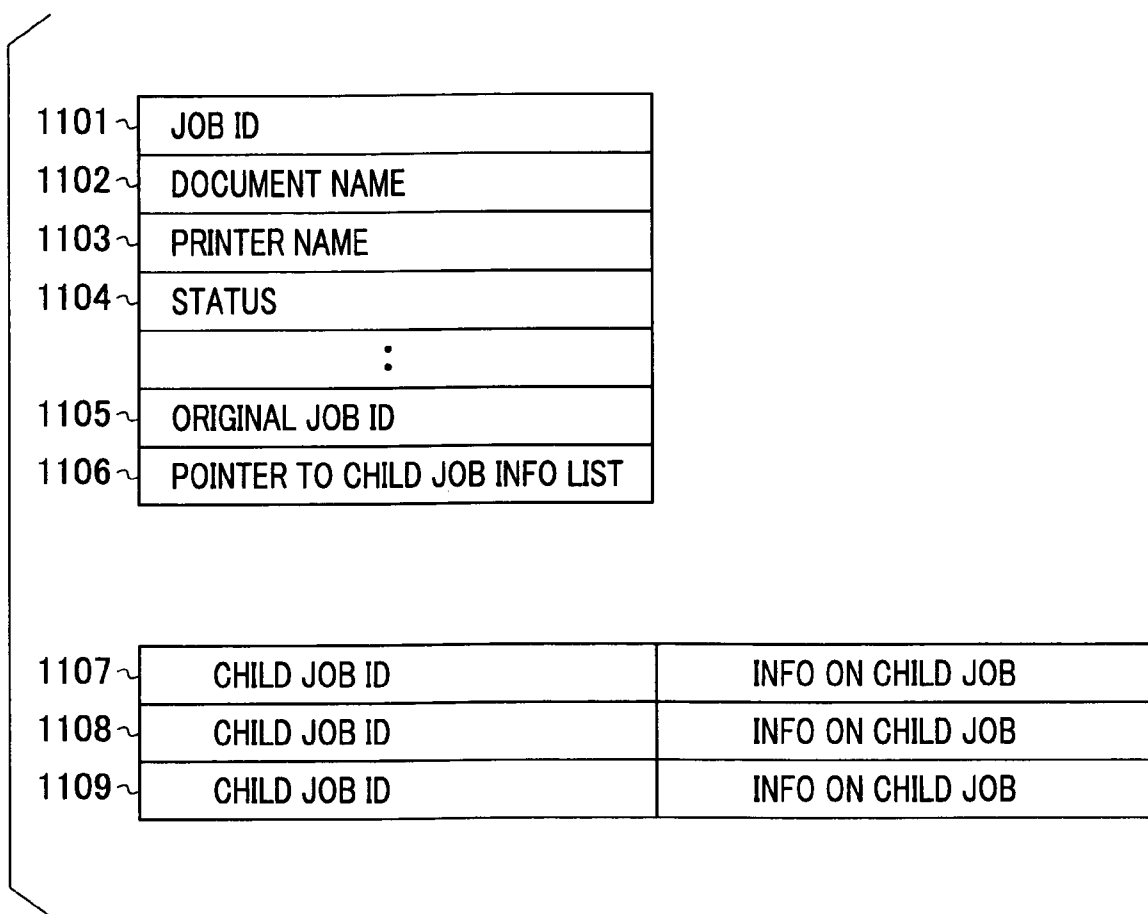 1101 JOB ID
1102 DOCUMENT NAME
1103 PRINTER NAME
1104 STATUS
:
1105 ORIGINAL JOB ID
1106 POINTER TO CHILD JOB INFO LIST
1107 CHILD JOB ID INFO ON CHILD JOB
1108 CHILD JOB ID INFO ON CHILD JOB
1109 CHILD JOB ID INFO ON CHILD JOB